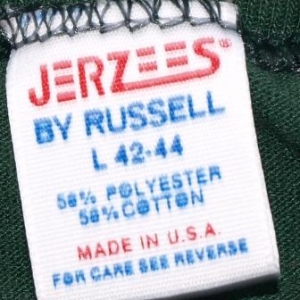 JERZEES®
BY RUSSELL
L 42-44
50% POLYESTER
50% COTTON
MADE IN U.S.A.
FOR CARE SEE REVERSE